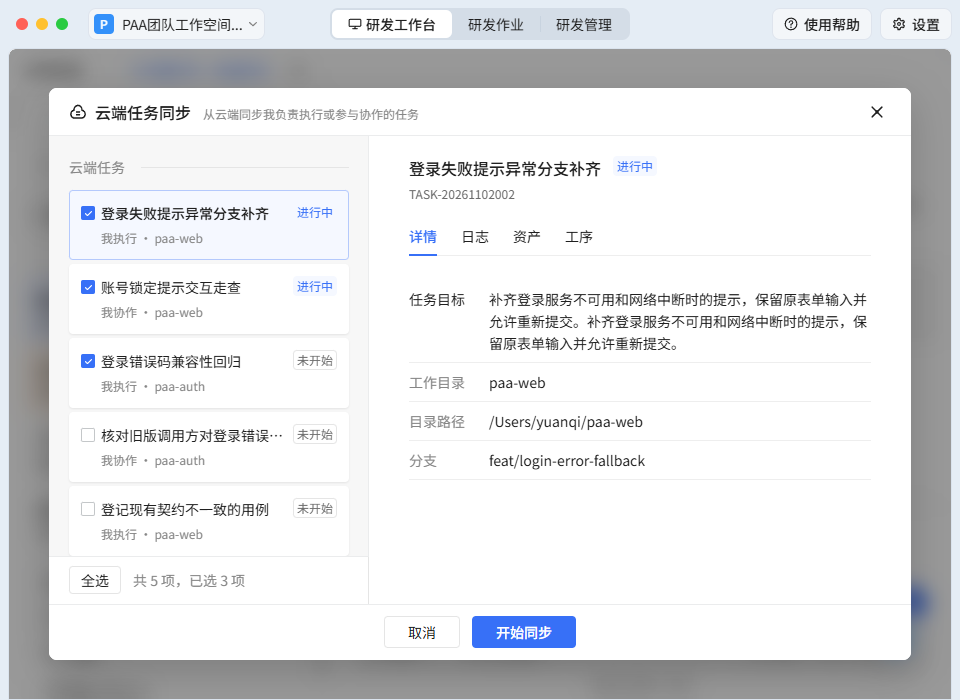 P PAA团队工作空间...
研发工作台
研发作业
研发管理
使用帮助
设置
云端任务同步 从云端同步我负责执行或参与协作的任务
云端任务
登录失败提示异常分支补齐 进行中
我执行 · paa-web
账号锁定提示交互走查 进行中
我协作 · paa-web
登录错误码兼容性回归 未开始
我执行 · paa-auth
核对旧版调用方对登录错误… 未开始
我协作 · paa-auth
登记现有契约不一致的用例 未开始
我执行 · paa-web
全选 共 5 项，已选 3 项
登录失败提示异常分支补齐 进行中
TASK-20261102002
详情 日志 资产 工序
任务目标 补齐登录服务不可用和网络中断时的提示，保留原表单输入并
允许重新提交。补齐登录服务不可用和网络中断时的提示，保
留原表单输入并允许重新提交。
工作目录 paa-web
目录路径 /Users/yuanqi/paa-web
分支 feat/login-error-fallback
取消 开始同步